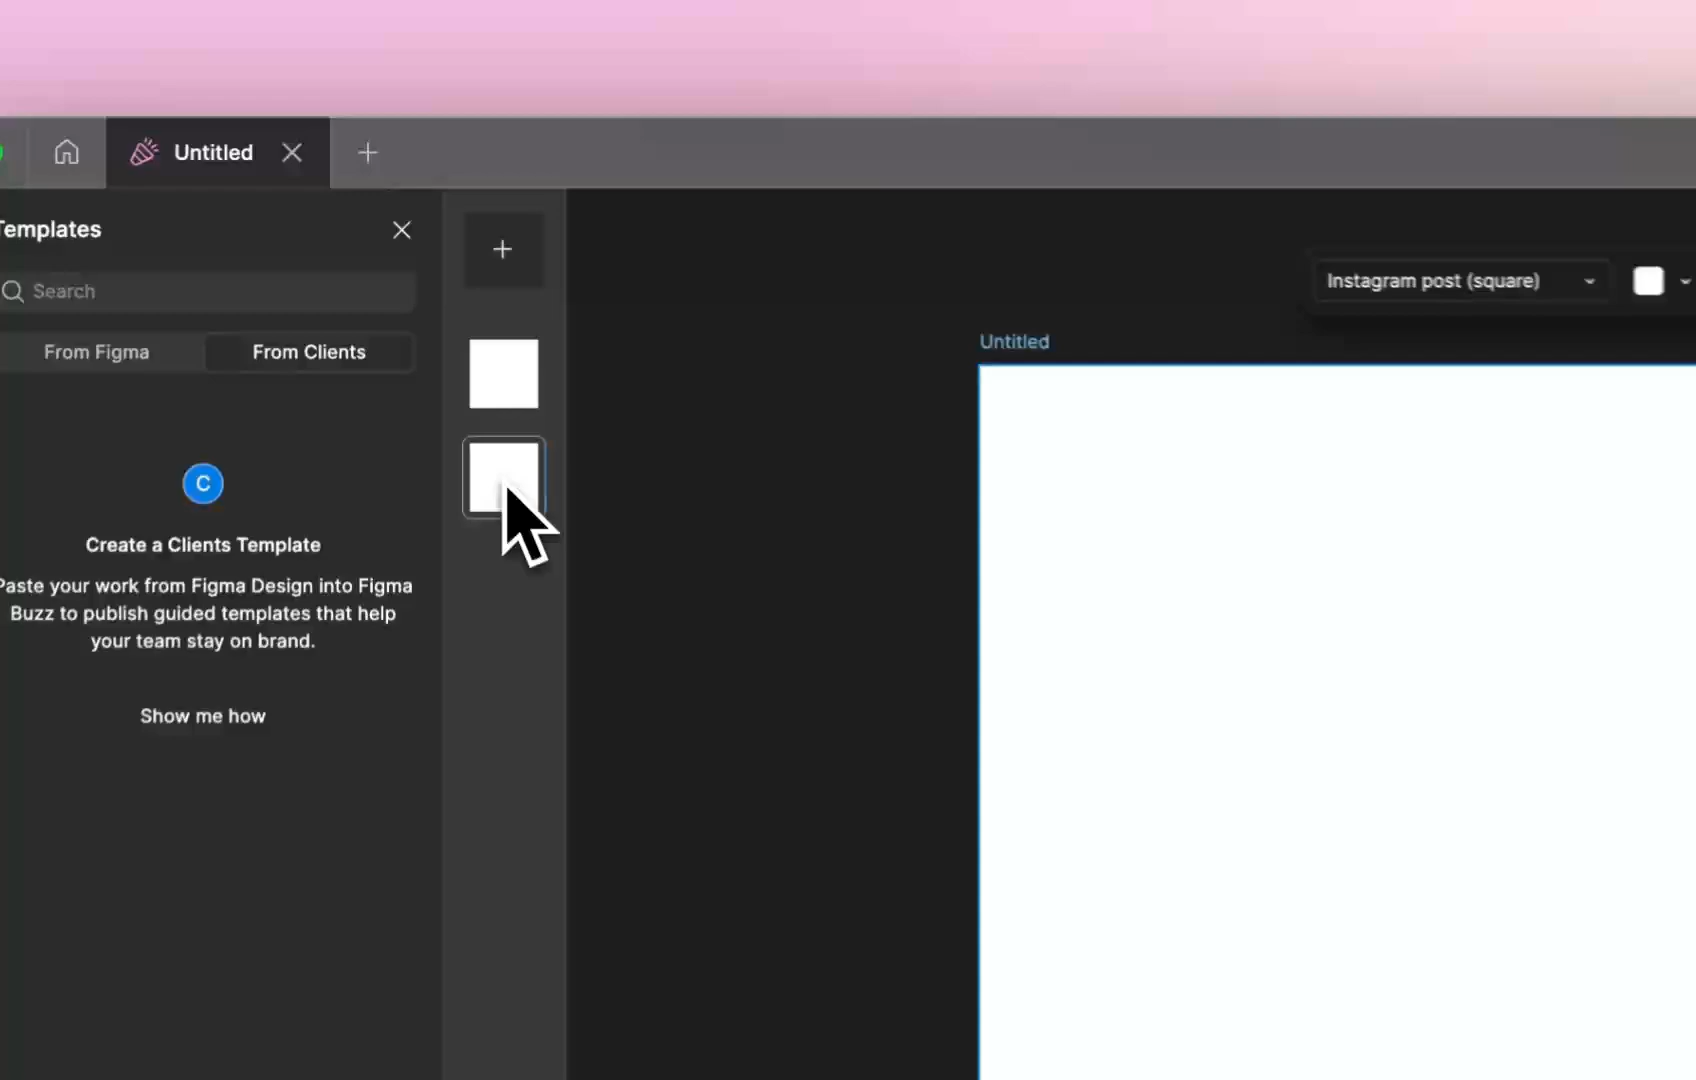 Untitled
Templates
Search
From Figma
From Clients
C
Create a Clients Template
Paste your work from Figma Design into Figma
Buzz to publish guided templates that help
your team stay on brand.
Show me how
Instagram post (square)
Untitled